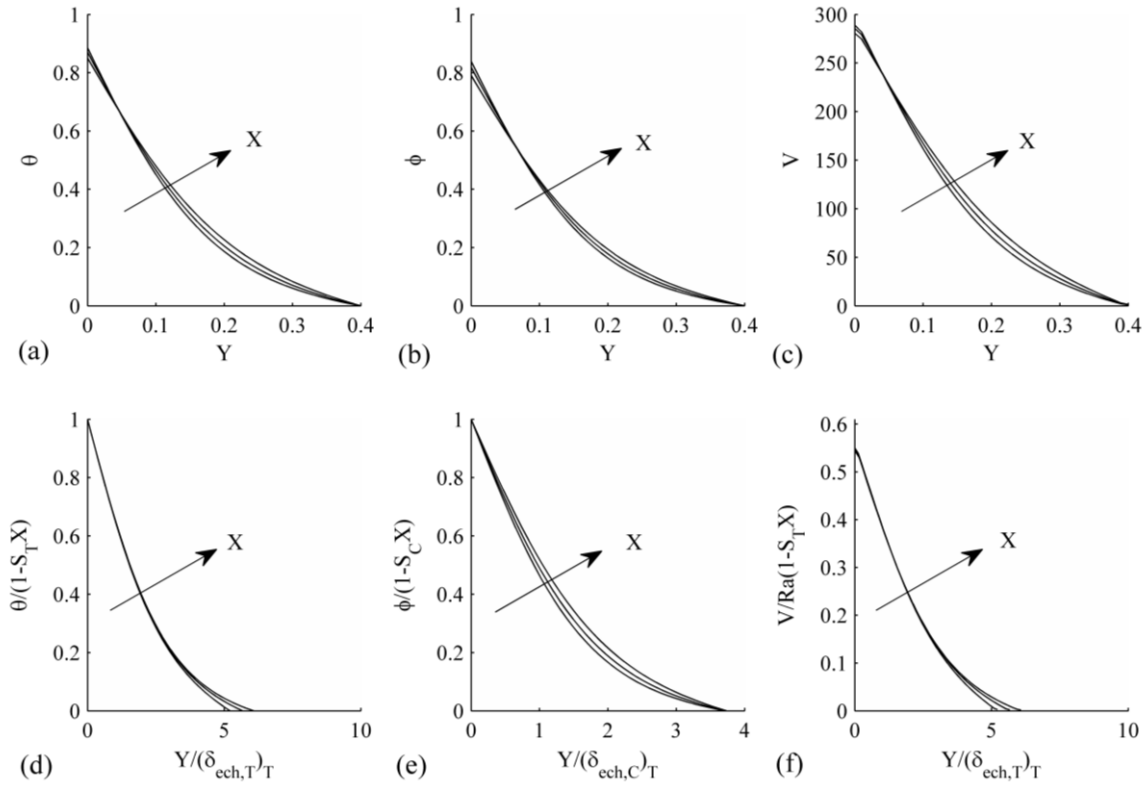 1
0.8
0.6
0.4
0.2
0
θ
X
0 0.1 0.2 0.3 0.4
Y
(a)
1
0.8
0.6
0.4
0.2
0
ϕ
X
0 0.1 0.2 0.3 0.4
Y
(b)
300
250
200
150
100
50
0
V
X
0 0.1 0.2 0.3 0.4
Y
(c)
1
0.8
0.6
0.4
0.2
0
θ/(1-S_TX)
X
0 5 10
Y/(δ_ech,T)_T
(d)
1
0.8
0.6
0.4
0.2
0
ϕ/(1-S_CX)
X
0 1 2 3 4
Y/(δ_ech,C)_T
(e)
0.6
0.5
0.4
0.3
0.2
0.1
0
V/Ra(1-S_TX)
X
0 5 10
Y/(δ_ech,T)_T
(f)